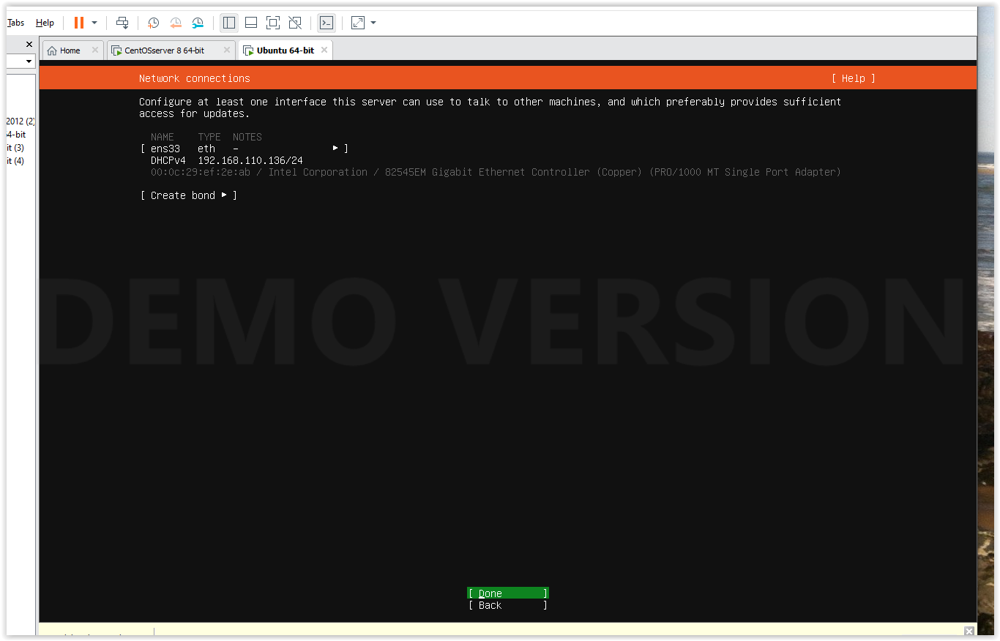 Tabs Help
Home CentOSserver 8 64-bit Ubuntu 64-bit
2012 (2)
64-bit
it (3)
it (4)
Network connections [ Help ]
Configure at least one interface this server can use to talk to other machines, and which preferably provides sufficient
access for updates.
NAME TYPE NOTES
[ ens33 eth - ▸ ]
DHCPv4 192.168.110.136/24
00:0c:29:ef:2e:ab / Intel Corporation / 82545EM Gigabit Ethernet Controller (Copper) (PRO/1000 MT Single Port Adapter)
[ Create bond ▸ ]
DEMO VERSION
[ Done ]
[ Back ]